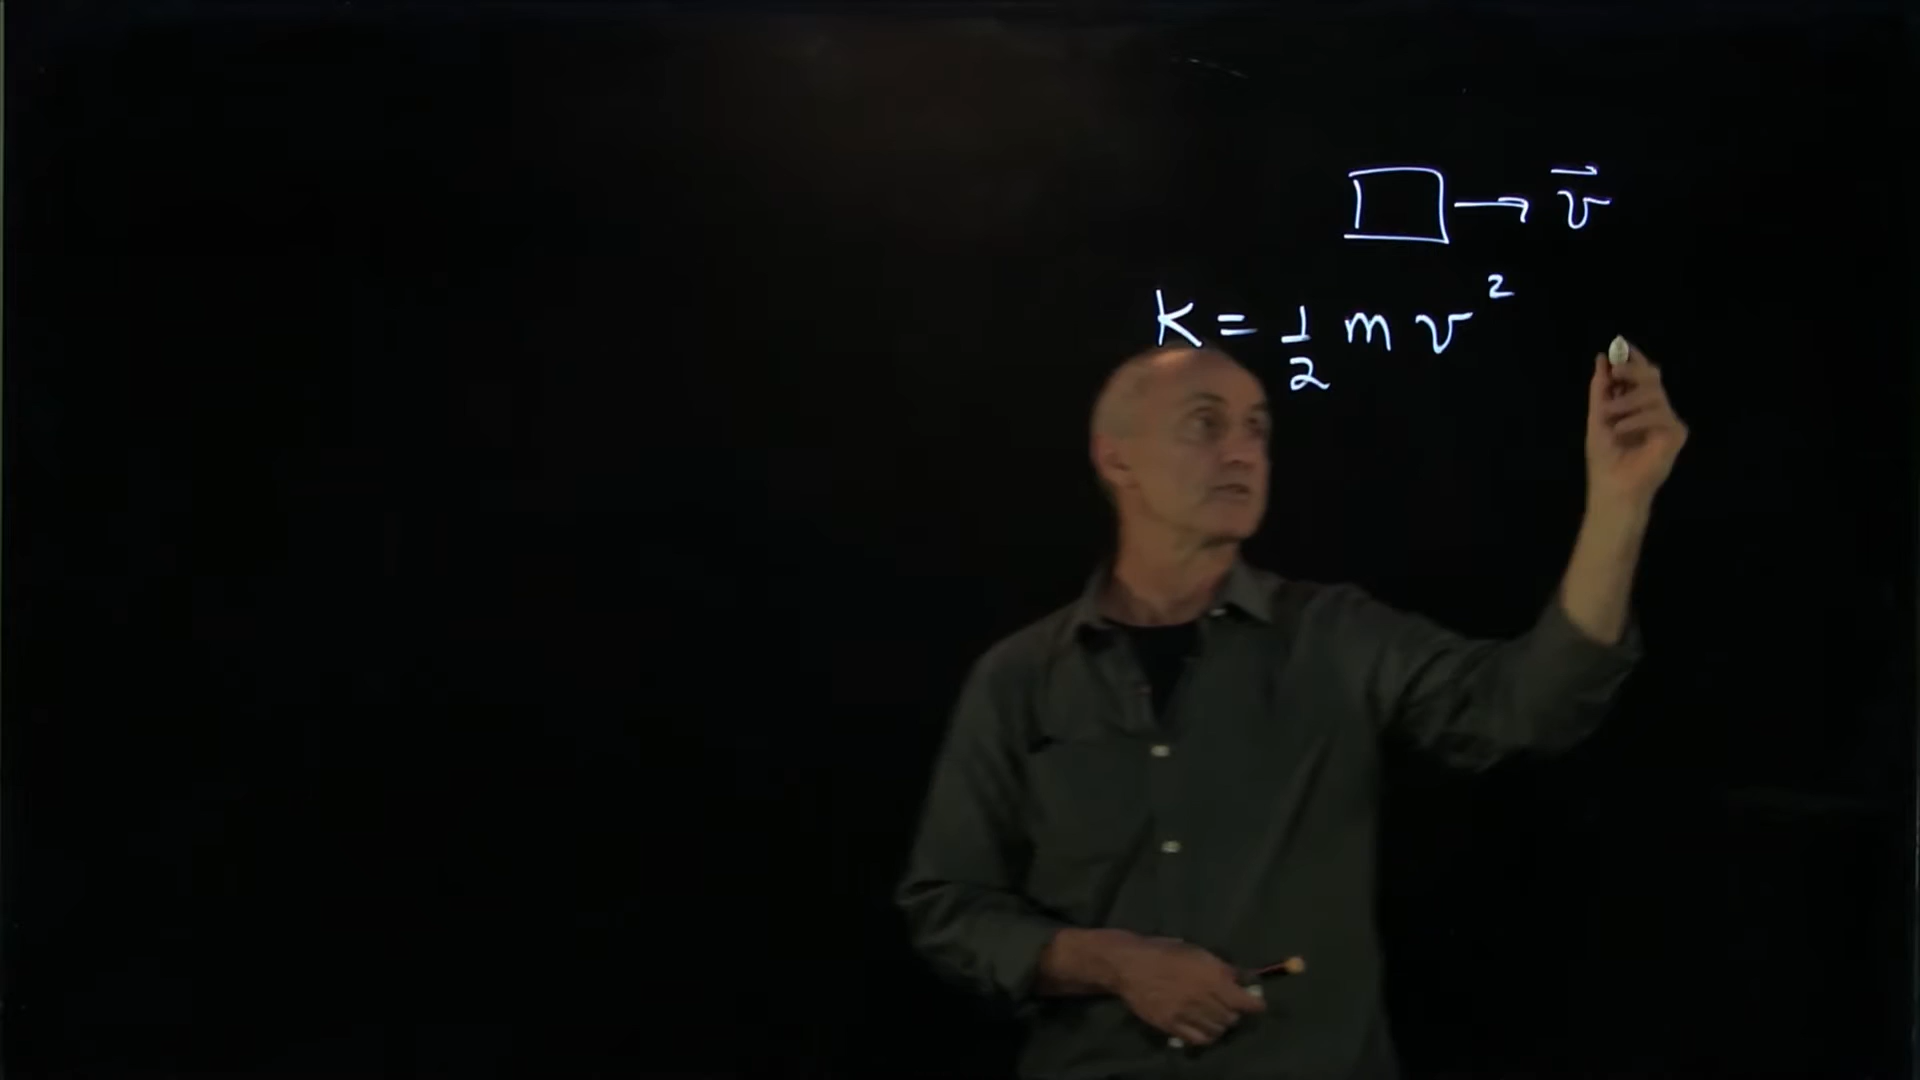 v⃗
K = 1/2 m v²